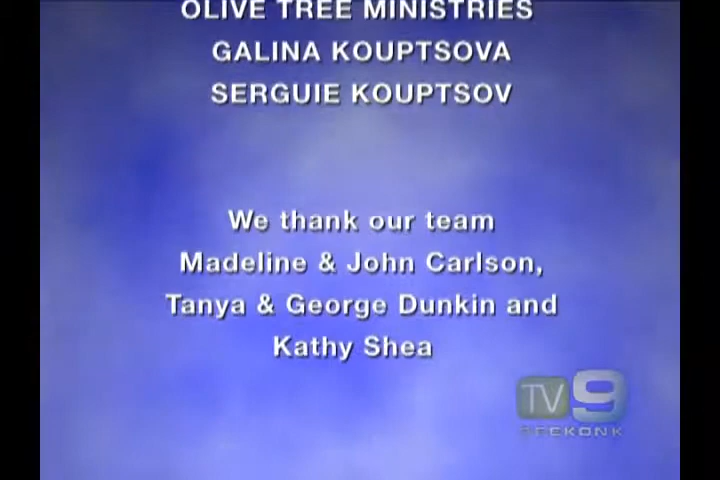 OLIVE TREE MINISTRIES
GALINA KOUPTSOVA
SERGUIE KOUPTSOV
We thank our team
Madeline & John Carlson,
Tanya & George Dunkin and
Kathy Shea
TV9
SEEKONK